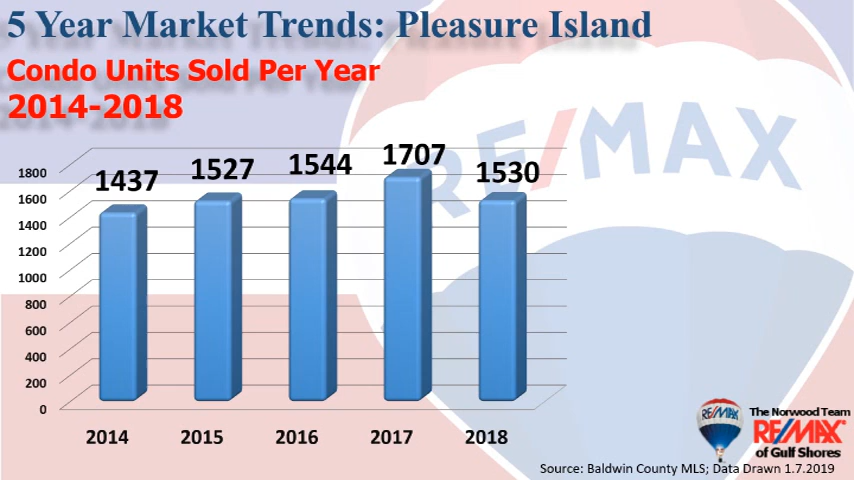 5 Year Market Trends: Pleasure Island
Condo Units Sold Per Year
2014-2018
RE/MAX
1437 1527 1544 1707 1530
1800
1600
1400
1200
1000
800
600
400
200
0
2014 2015 2016 2017 2018
RE/MAX
The Norwood Team
RE/MAX
of Gulf Shores
Source: Baldwin County MLS; Data Drawn 1.7.2019